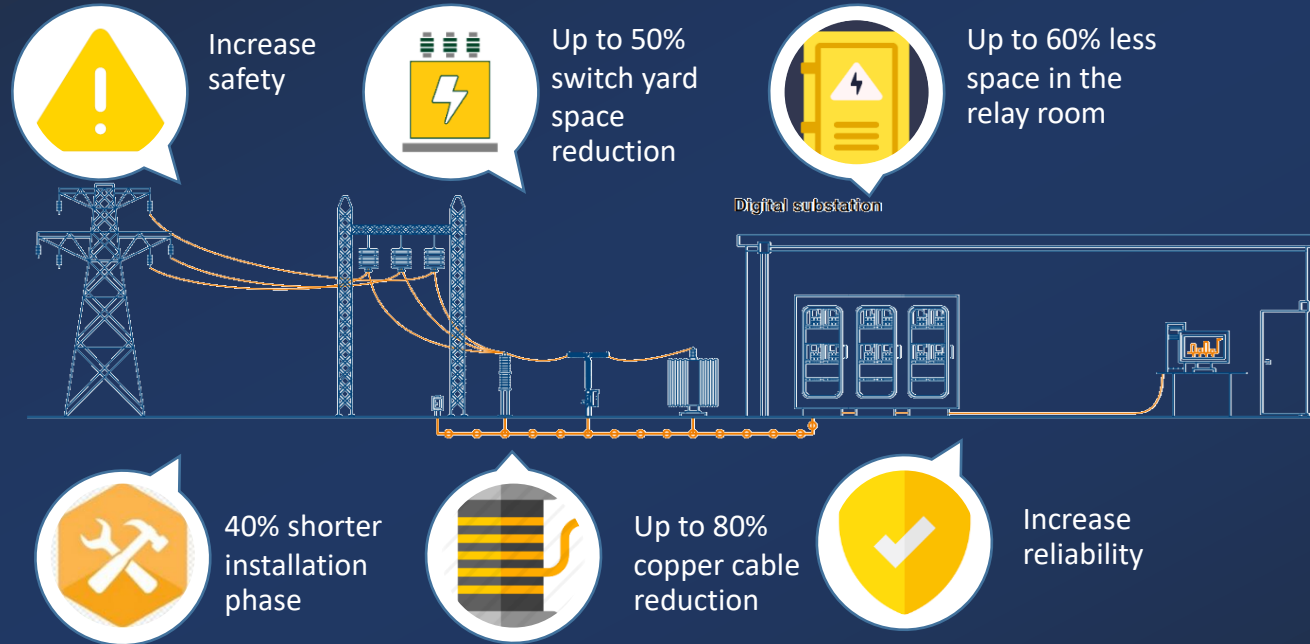 Increase
safety
Up to 50%
switch yard
space
reduction
Up to 60% less
space in the
relay room
Digital substation
40% shorter
installation
phase
Up to 80%
copper cable
reduction
Increase
reliability